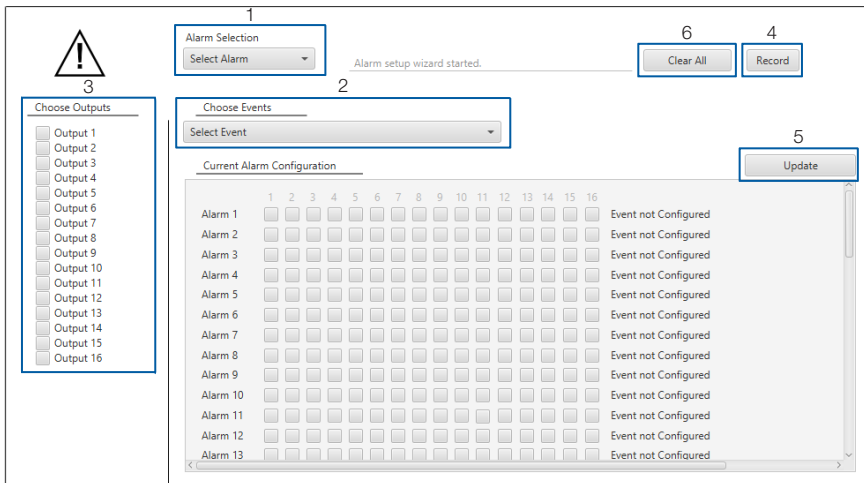 1
Alarm Selection
Select Alarm
Alarm setup wizard started.
6
Clear All
4
Record
3
Choose Outputs
Output 1
Output 2
Output 3
Output 4
Output 5
Output 6
Output 7
Output 8
Output 9
Output 10
Output 11
Output 12
Output 13
Output 14
Output 15
Output 16
2
Choose Events
Select Event
5
Update
Current Alarm Configuration
1 2 3 4 5 6 7 8 9 10 11 12 13 14 15 16
Alarm 1 Event not Configured
Alarm 2 Event not Configured
Alarm 3 Event not Configured
Alarm 4 Event not Configured
Alarm 5 Event not Configured
Alarm 6 Event not Configured
Alarm 7 Event not Configured
Alarm 8 Event not Configured
Alarm 9 Event not Configured
Alarm 10 Event not Configured
Alarm 11 Event not Configured
Alarm 12 Event not Configured
Alarm 13 Event not Configured